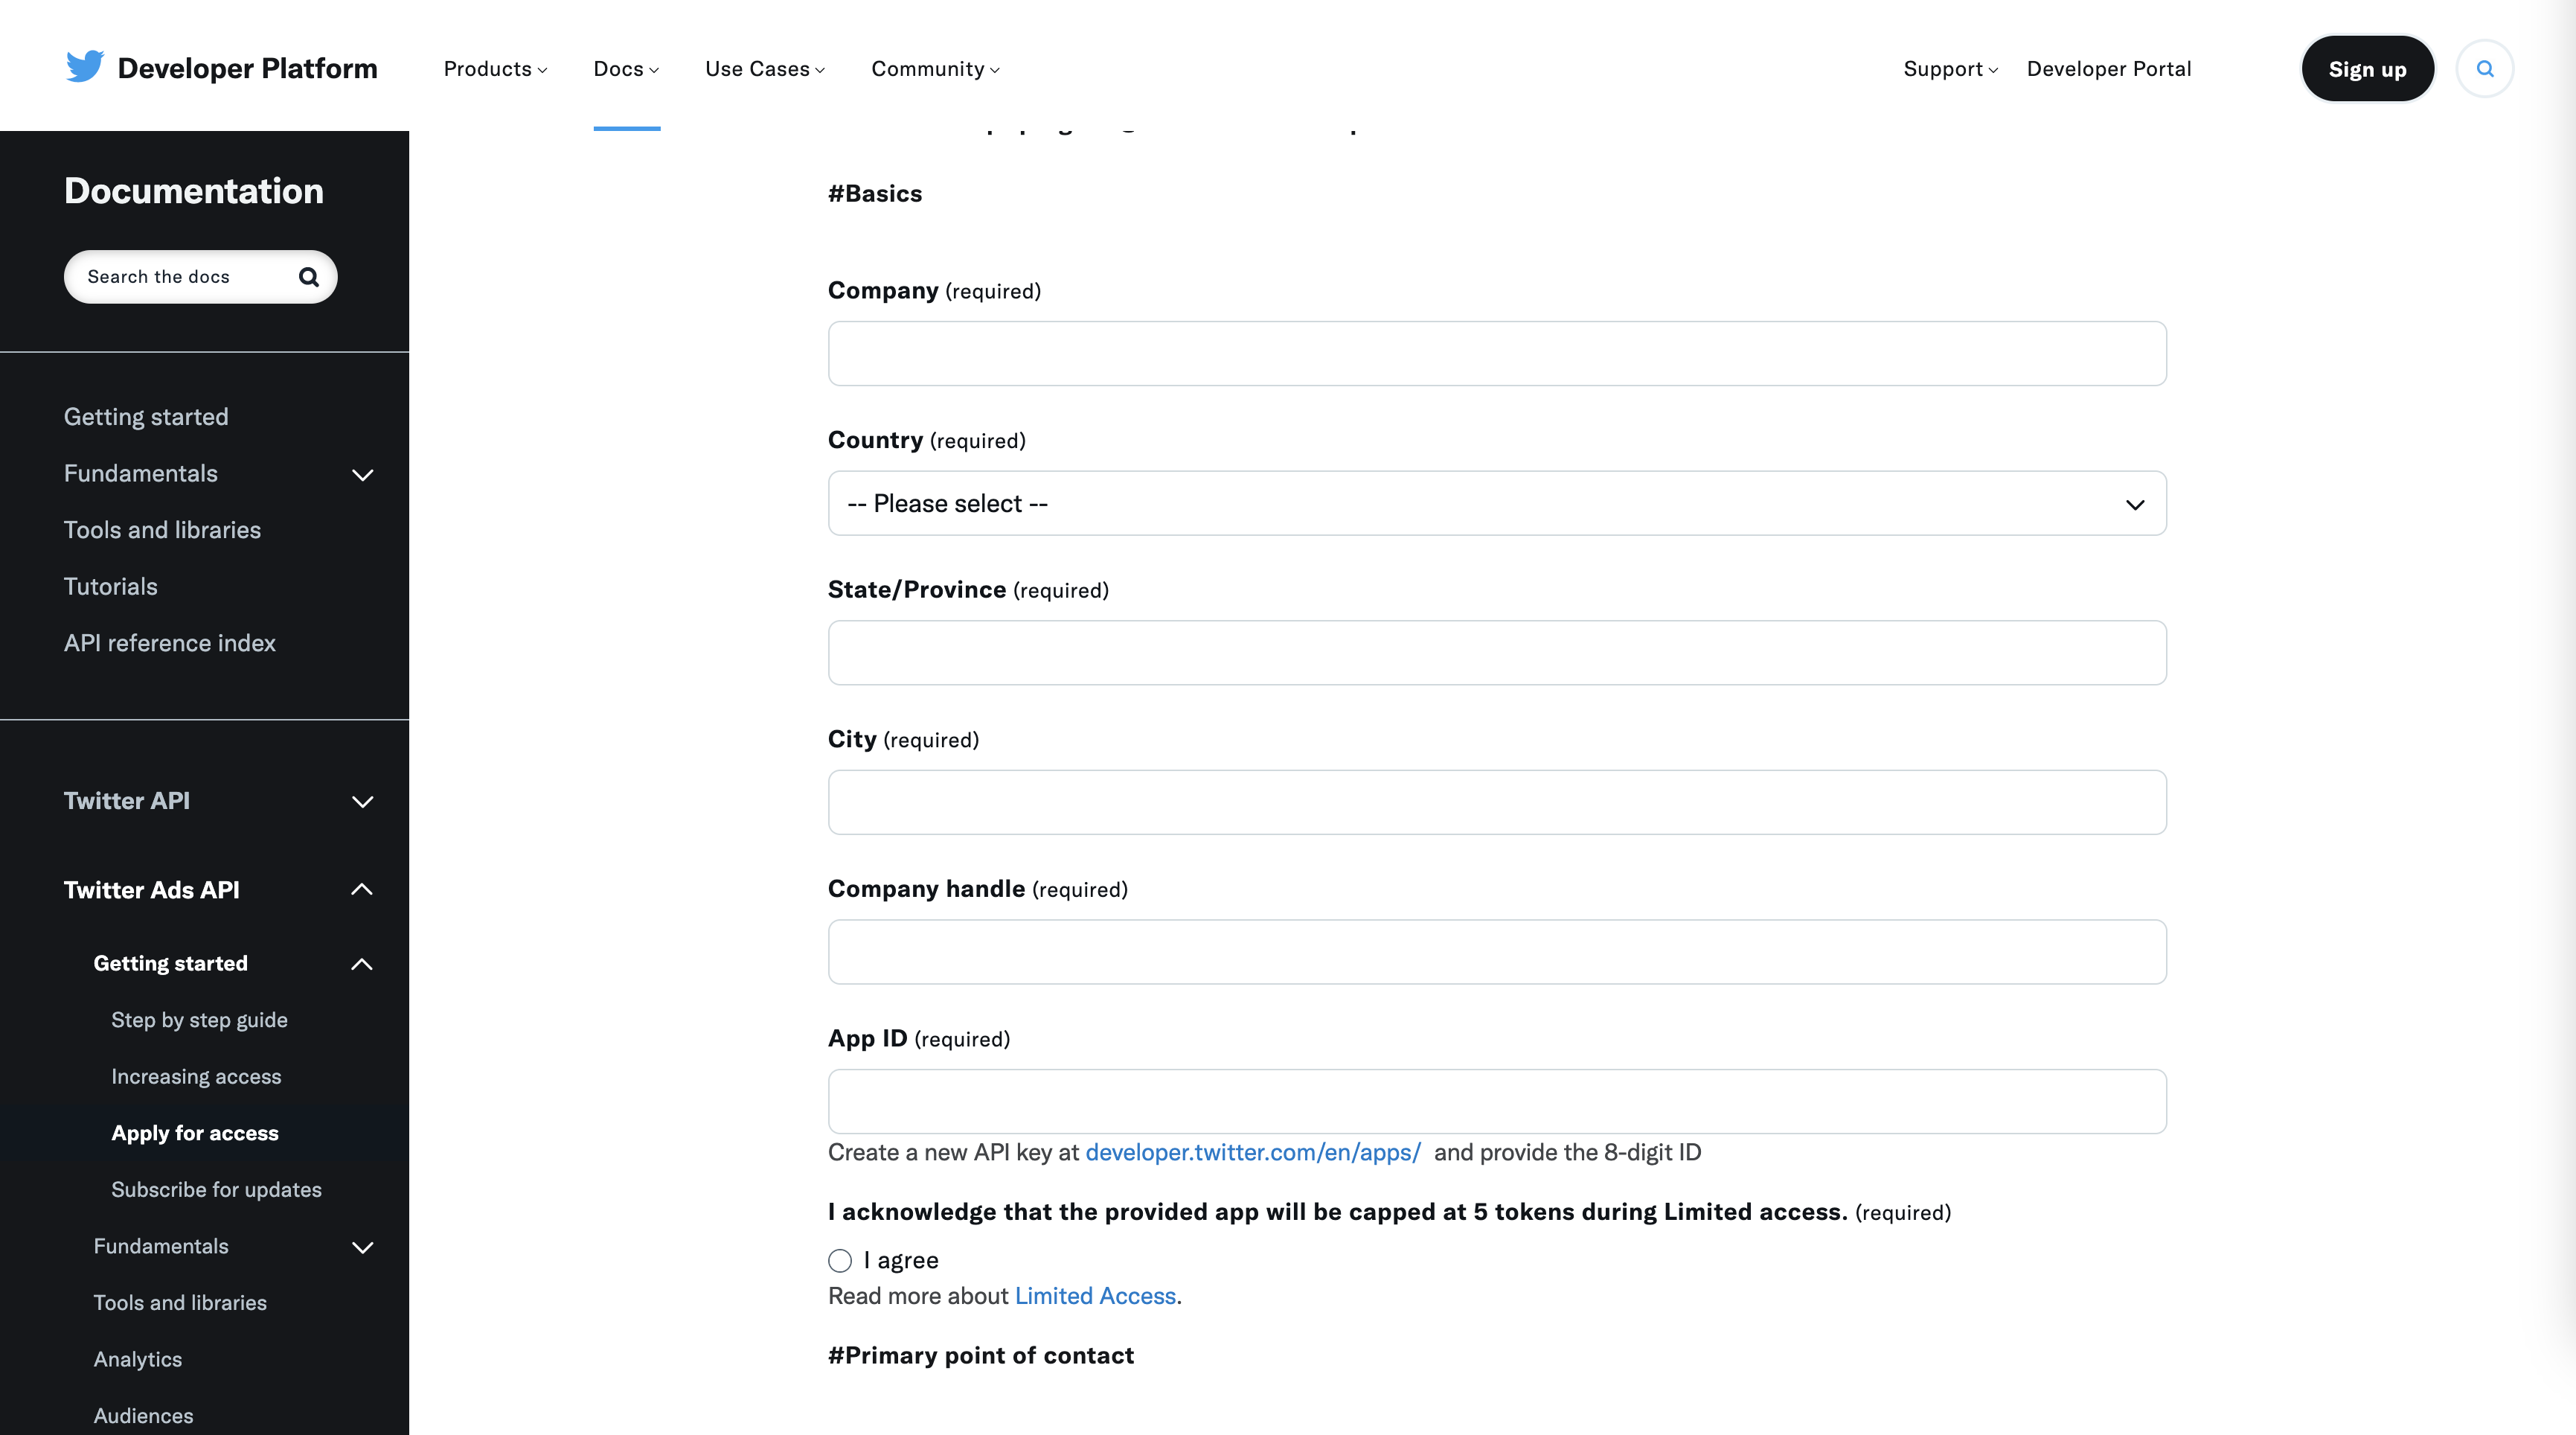 Developer Platform
Products
Docs
Use Cases
Community
Support
Developer Portal
Sign up
Documentation
Search the docs
Getting started
Fundamentals
Tools and libraries
Tutorials
API reference index
Twitter API
Twitter Ads API
Getting started
Step by step guide
Increasing access
Apply for access
Subscribe for updates
Fundamentals
Tools and libraries
Analytics
Audiences
#Basics
Company (required)
Country (required)
-- Please select --
State/Province (required)
City (required)
Company handle (required)
App ID (required)
Create a new API key at developer.twitter.com/en/apps/ and provide the 8-digit ID
I acknowledge that the provided app will be capped at 5 tokens during Limited access. (required)
I agree
Read more about Limited Access.
#Primary point of contact